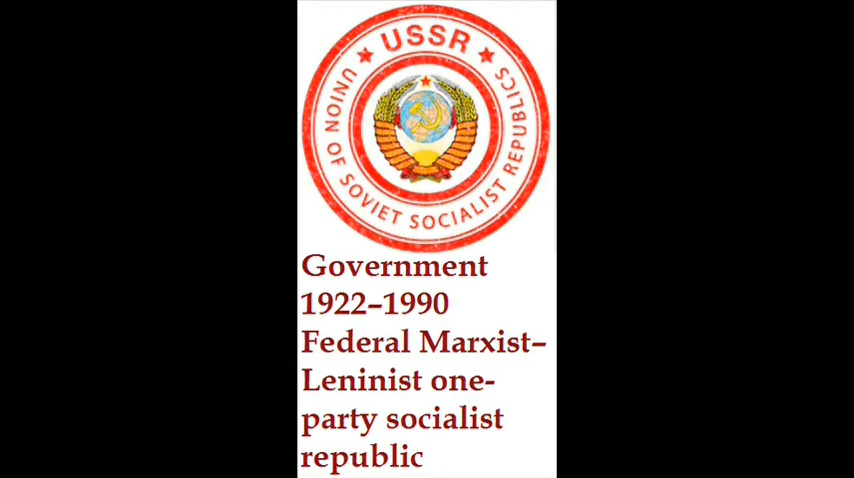 USSR
UNION OF SOVIET SOCIALIST REPUBLICS
Government
1922–1990
Federal Marxist–
Leninist one-
party socialist
republic